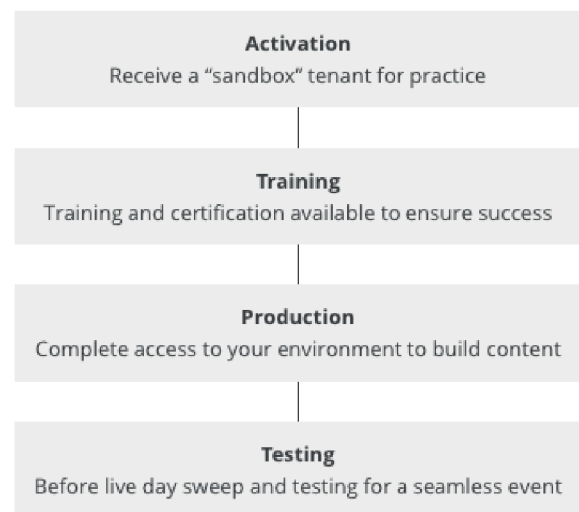 Activation
Receive a “sandbox” tenant for practice
Training
Training and certification available to ensure success
Production
Complete access to your environment to build content
Testing
Before live day sweep and testing for a seamless event